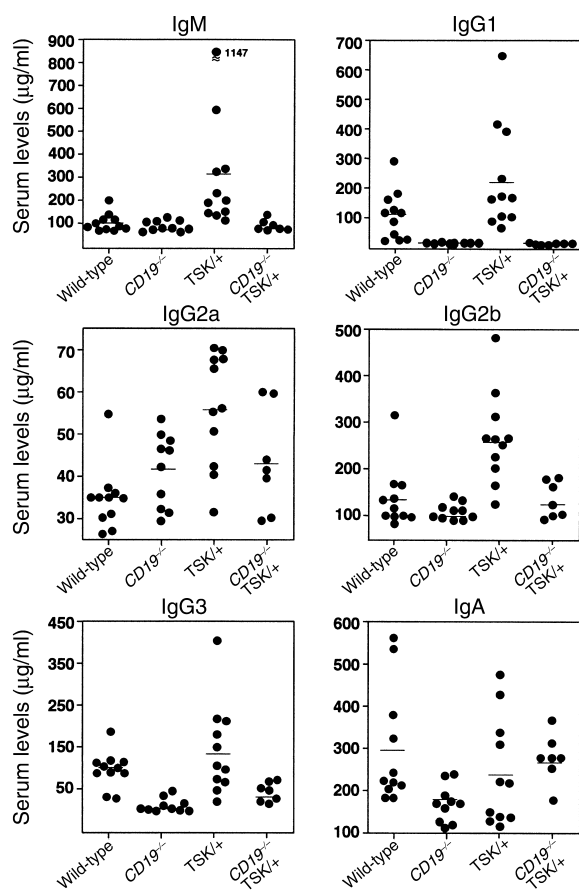 IgM
IgG1
Serum levels (µg/ml)
900
800
700
600
500
400
300
200
100
1147
700
600
500
400
300
200
100
Wild-type
CD19-/-
TSK/+
CD19-/-
TSK/+
Wild-type
CD19-/-
TSK/+
CD19-/-
TSK/+
IgG2a
IgG2b
Serum levels (µg/ml)
70
60
50
40
30
500
400
300
200
100
Wild-type
CD19-/-
TSK/+
CD19-/-
TSK/+
Wild-type
CD19-/-
TSK/+
CD19-/-
TSK/+
IgG3
IgA
Serum levels (µg/ml)
450
350
250
150
50
600
500
400
300
200
100
Wild-type
CD19-/-
TSK/+
CD19-/-
TSK/+
Wild-type
CD19-/-
TSK/+
CD19-/-
TSK/+